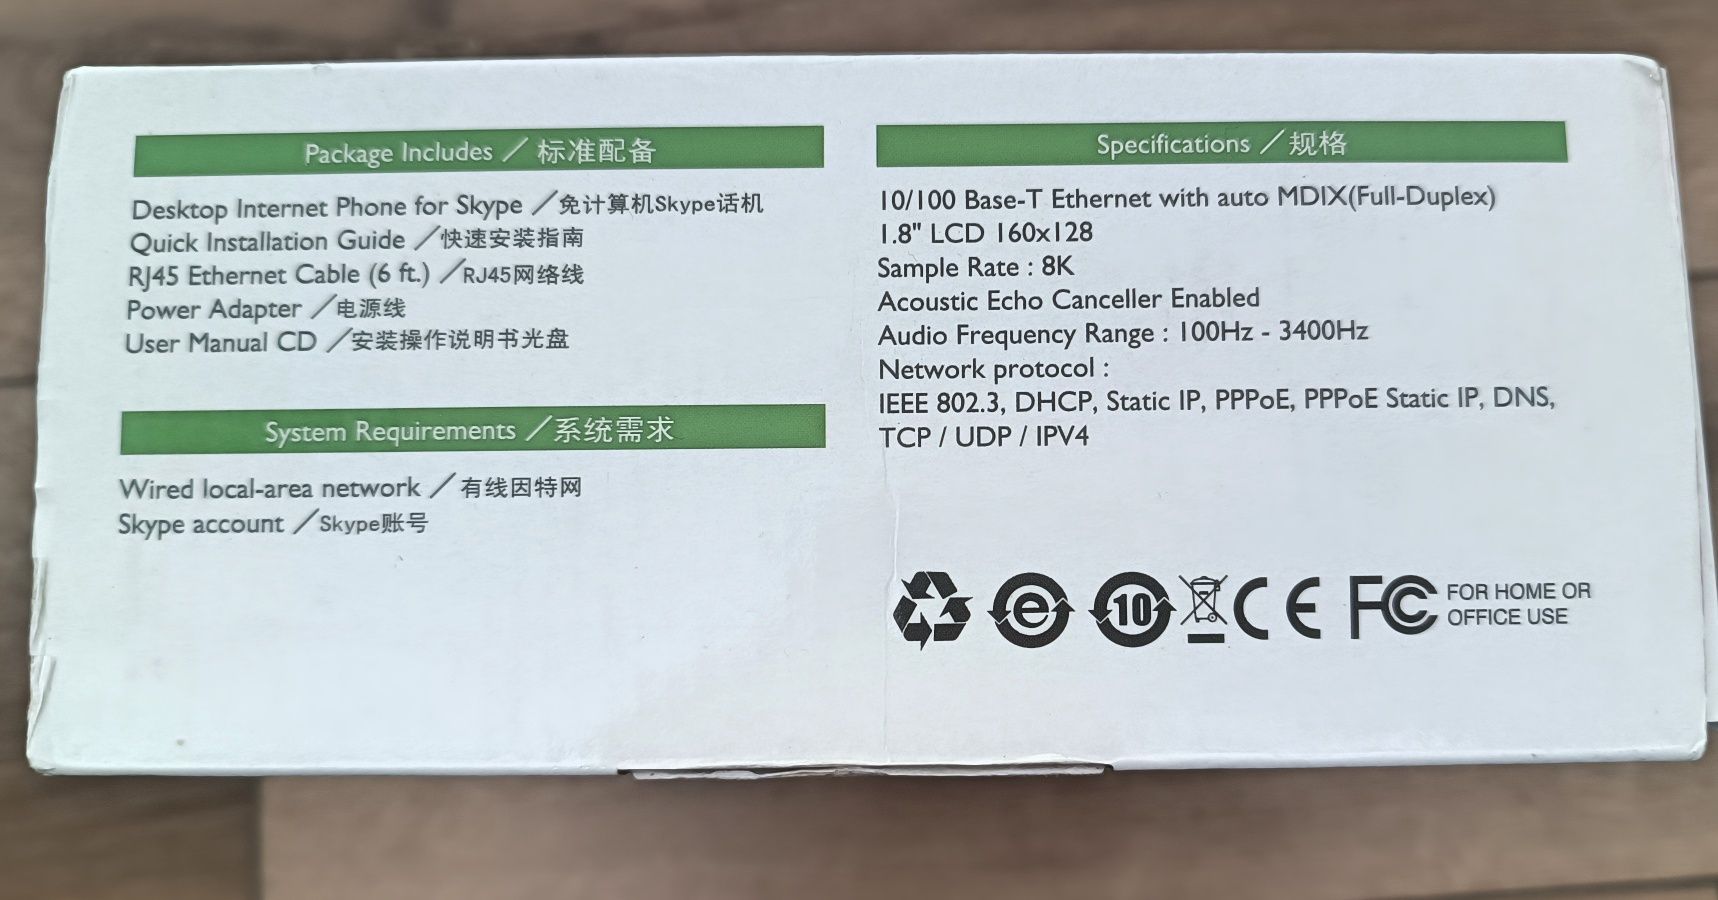 Package Includes ／ 标准配备
Desktop Internet Phone for Skype ／免计算机Skype话机
Quick Installation Guide ／快速安装指南
RJ45 Ethernet Cable (6 ft.) ／RJ45网络线
Power Adapter ／电源线
User Manual CD ／安装操作说明书光盘
System Requirements ／系统需求
Wired local-area network ／有线因特网
Skype account ／Skype账号
Specifications ／规格
10/100 Base-T Ethernet with auto MDIX(Full-Duplex)
1.8" LCD 160x128
Sample Rate : 8K
Acoustic Echo Canceller Enabled
Audio Frequency Range : 100Hz - 3400Hz
Network protocol :
IEEE 802.3, DHCP, Static IP, PPPoE, PPPoE Static IP, DNS,
TCP / UDP / IPV4
e 10 CE FC FOR HOME OR
OFFICE USE